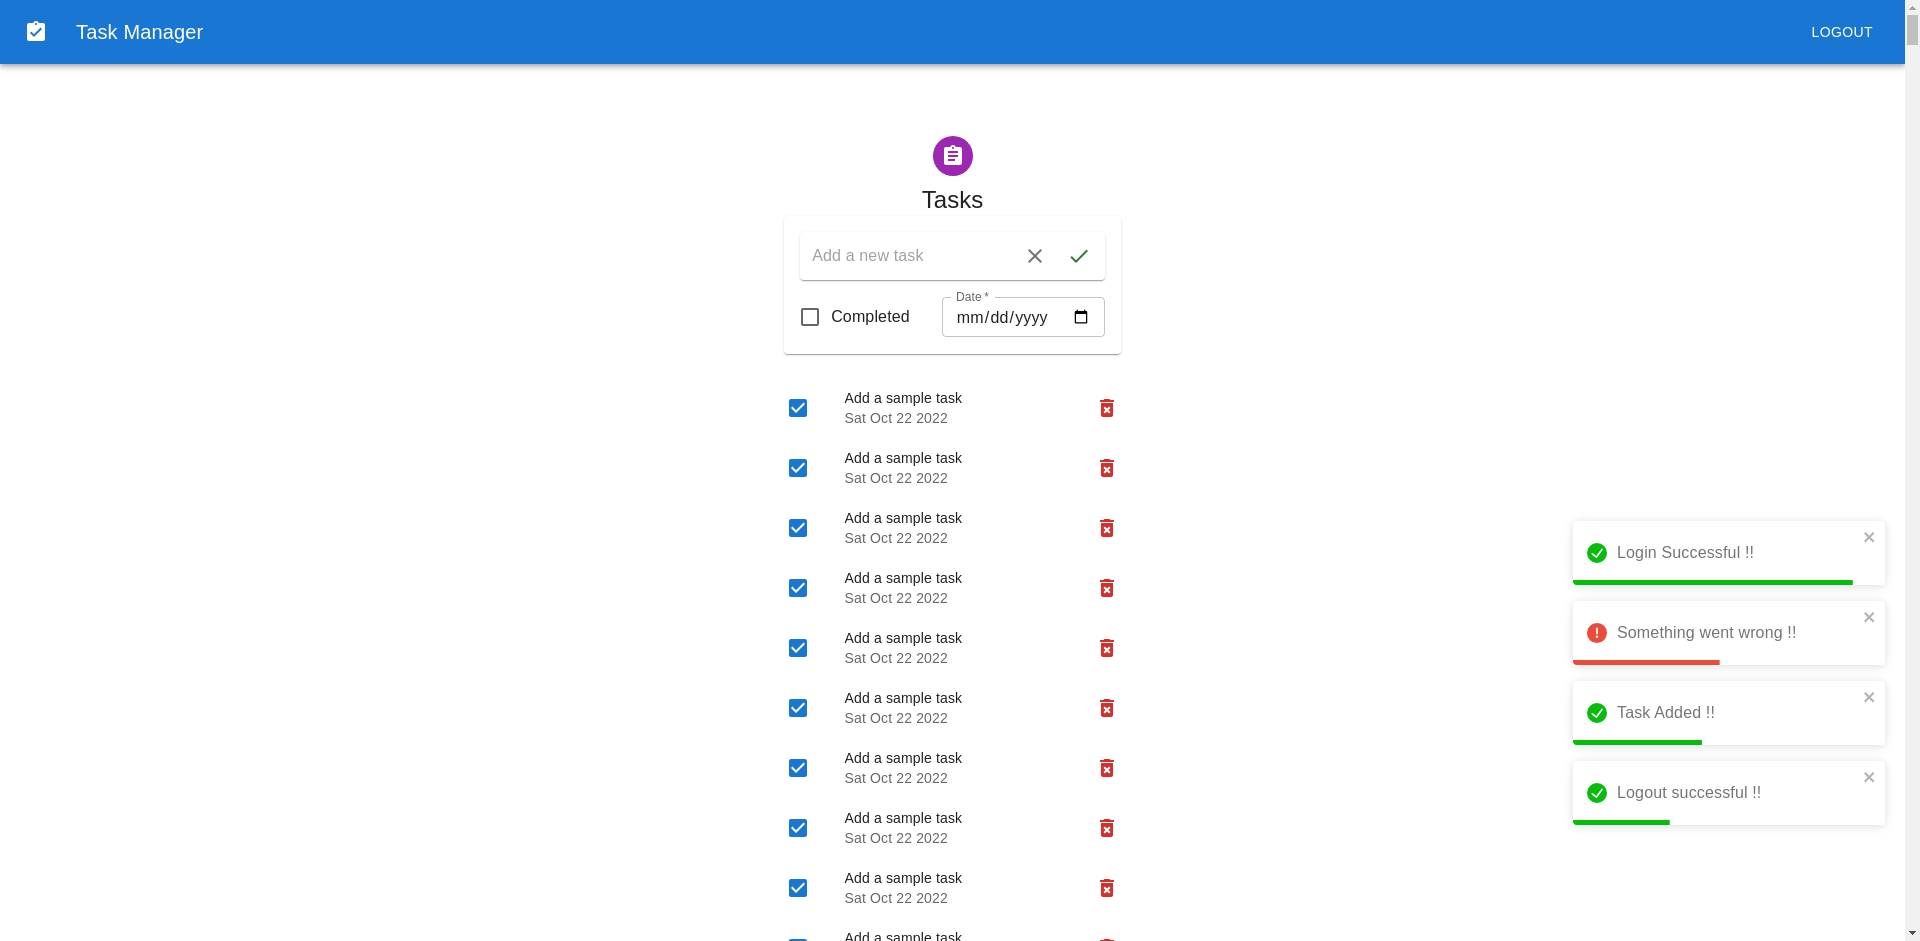 Task Manager
LOGOUT
Tasks
Add a new task
Completed
Date *
mm/dd/yyyy
Add a sample task
Sat Oct 22 2022
Add a sample task
Sat Oct 22 2022
Add a sample task
Sat Oct 22 2022
Add a sample task
Sat Oct 22 2022
Add a sample task
Sat Oct 22 2022
Add a sample task
Sat Oct 22 2022
Add a sample task
Sat Oct 22 2022
Add a sample task
Sat Oct 22 2022
Add a sample task
Sat Oct 22 2022
Add a sample task
Login Successful !!
Something went wrong !!
Task Added !!
Logout successful !!